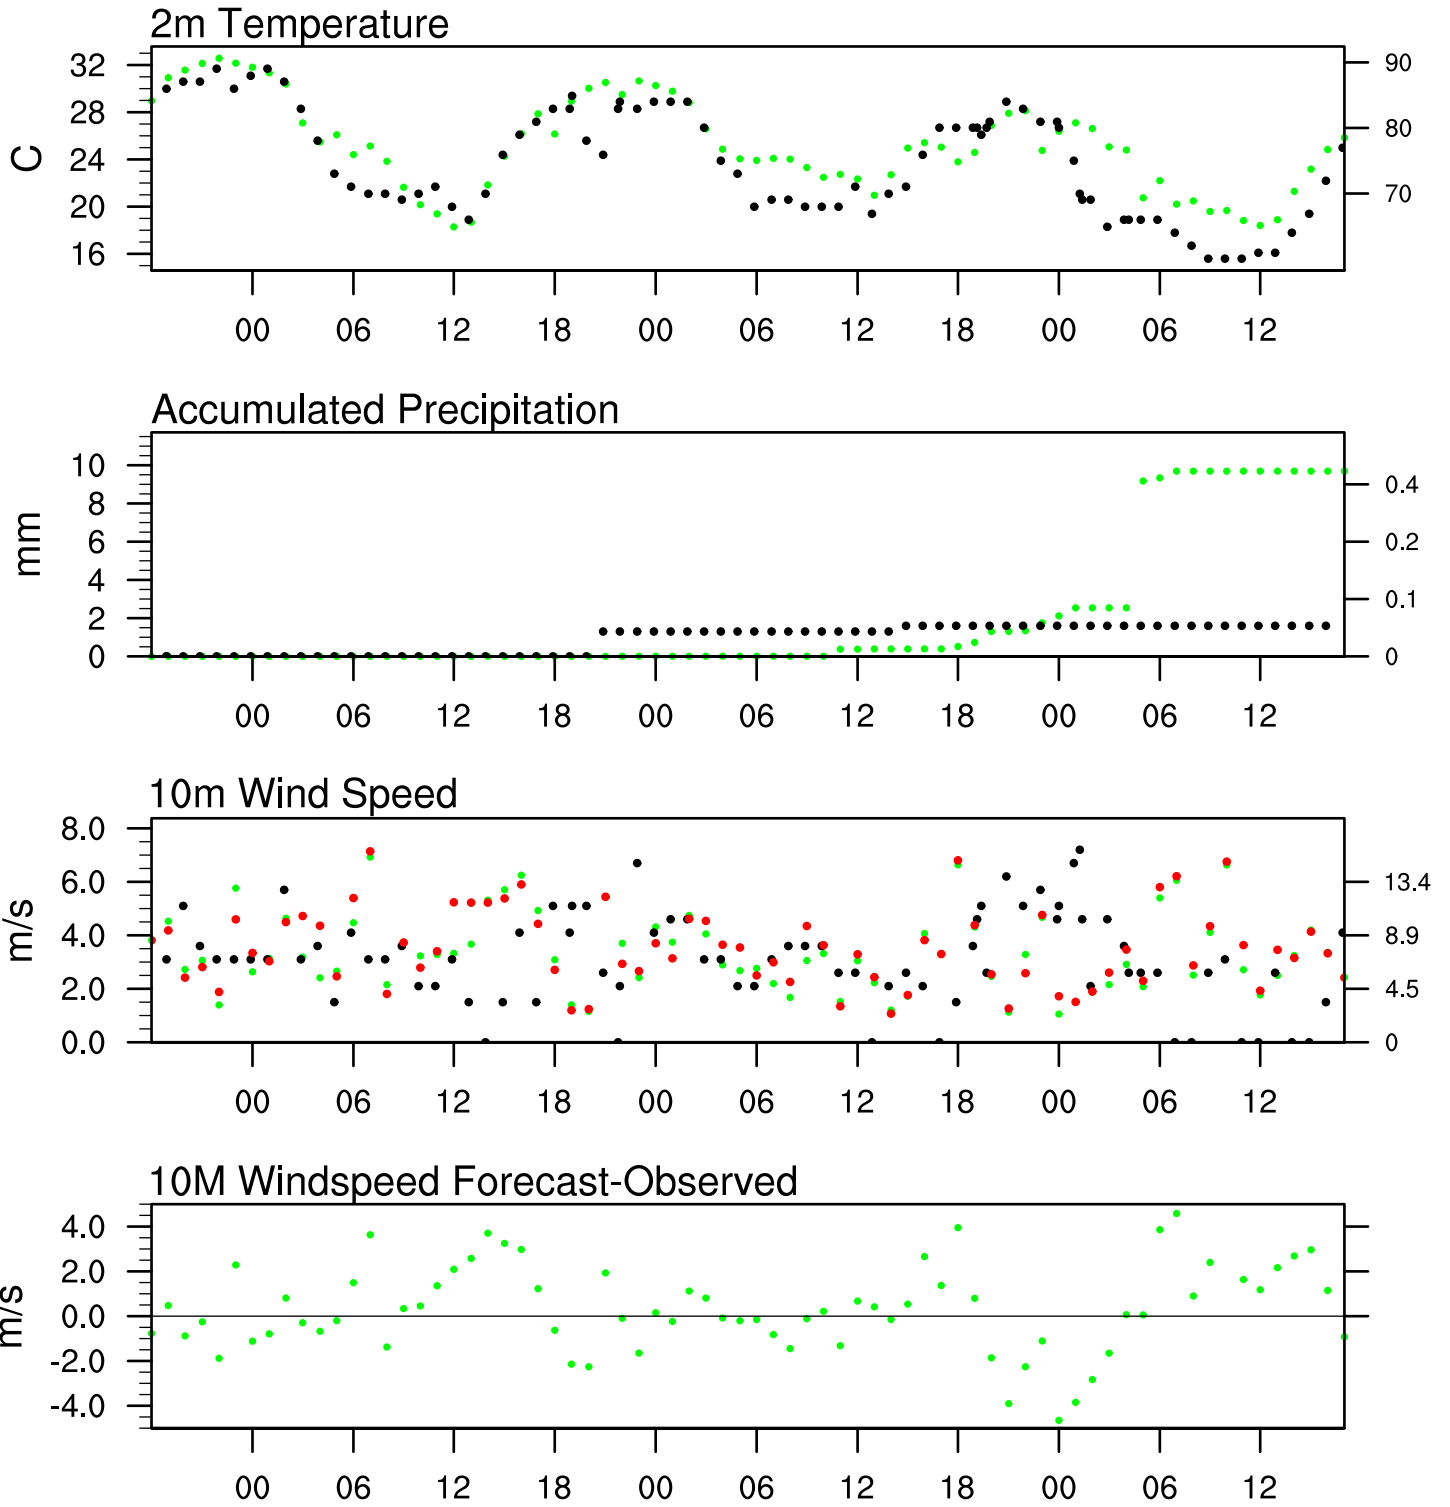 2m Temperature
32
28
24
20
16
C
90
80
70
00 06 12 18 00 06 12 18 00 06 12
Accumulated Precipitation
10
8
6
4
2
0
mm
0.4
0.2
0.1
0
00 06 12 18 00 06 12 18 00 06 12
10m Wind Speed
8.0
6.0
4.0
2.0
0.0
m/s
13.4
8.9
4.5
0
00 06 12 18 00 06 12 18 00 06 12
10M Windspeed Forecast-Observed
4.0
2.0
0.0
-2.0
-4.0
m/s
00 06 12 18 00 06 12 18 00 06 12